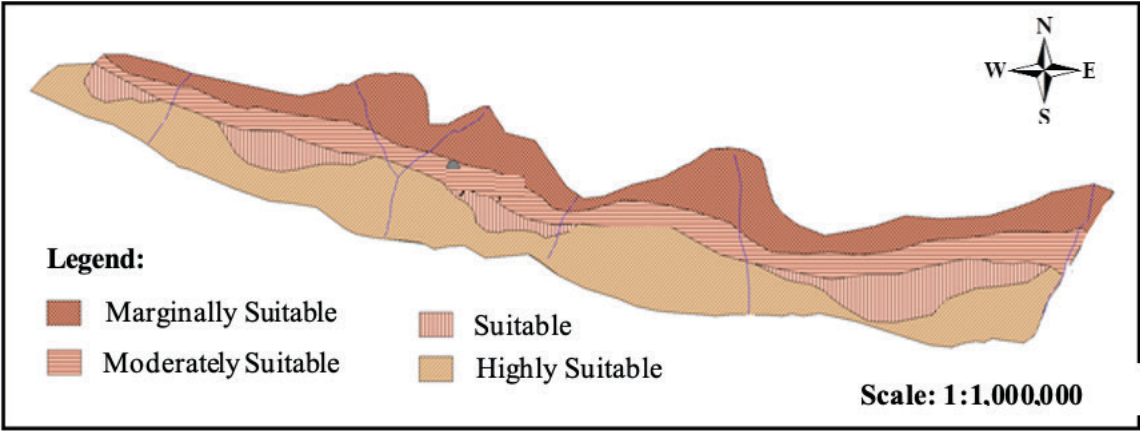 N
W E
S
Legend:
Marginally Suitable
Moderately Suitable
Suitable
Highly Suitable
Scale: 1:1,000,000